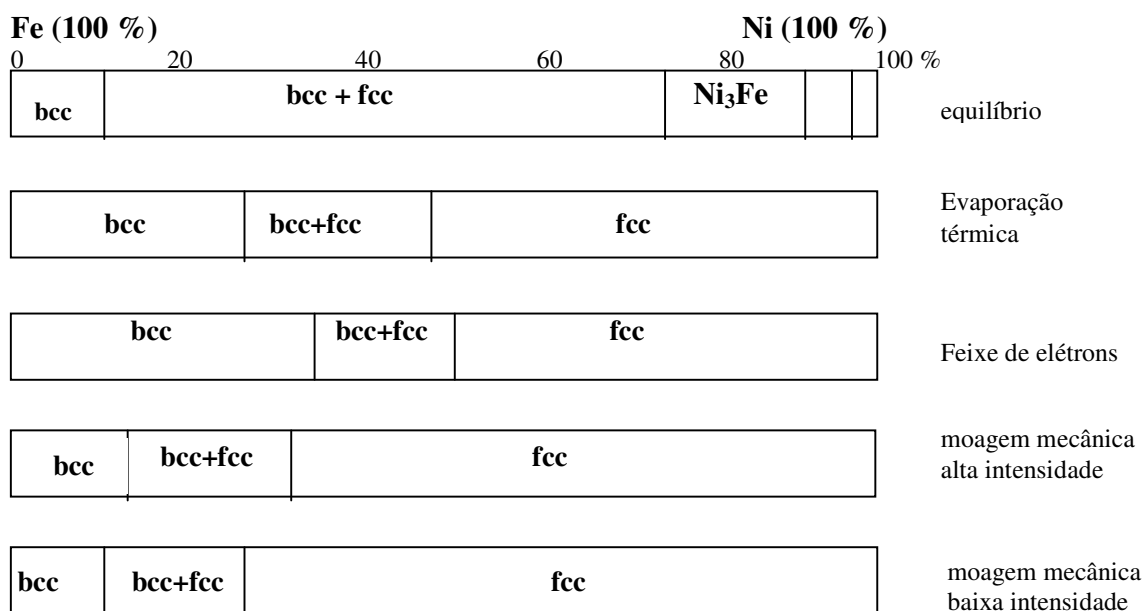 Fe (100 %) Ni (100 %)
0 20 40 60 80 100 %
bcc bcc + fcc Ni₃Fe equilíbrio
bcc bcc+fcc fcc Evaporação
térmica
bcc bcc+fcc fcc Feixe de elétrons
bcc bcc+fcc fcc moagem mecânica
alta intensidade
bcc bcc+fcc fcc moagem mecânica
baixa intensidade